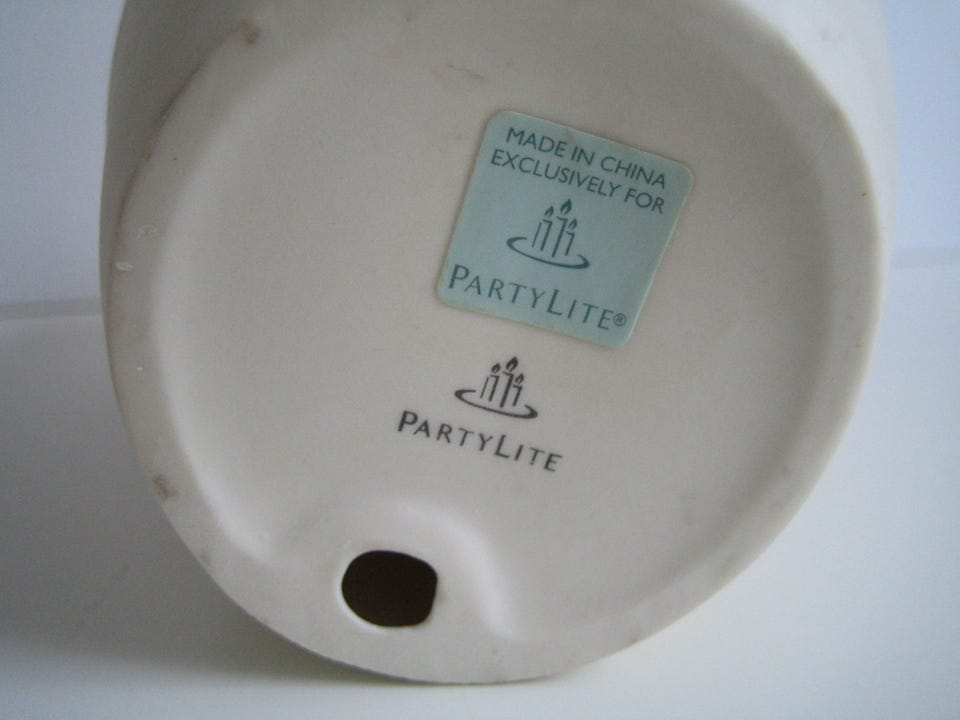 MADE IN CHINA
EXCLUSIVELY FOR
PARTYLITE®
PARTYLITE